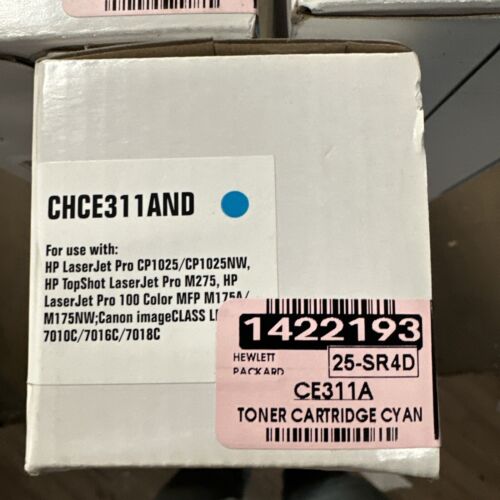 CHCE311AND
For use with:
HP LaserJet Pro CP1025/CP1025NW,
HP TopShot LaserJet Pro M275, HP
LaserJet Pro 100 Color MFP M175A/
M175NW;Canon imageCLASS
7010C/7016C/7018C
1422193
HEWLETT
PACKARD
25-SR4D
CE311A
TONER CARTRIDGE CYAN